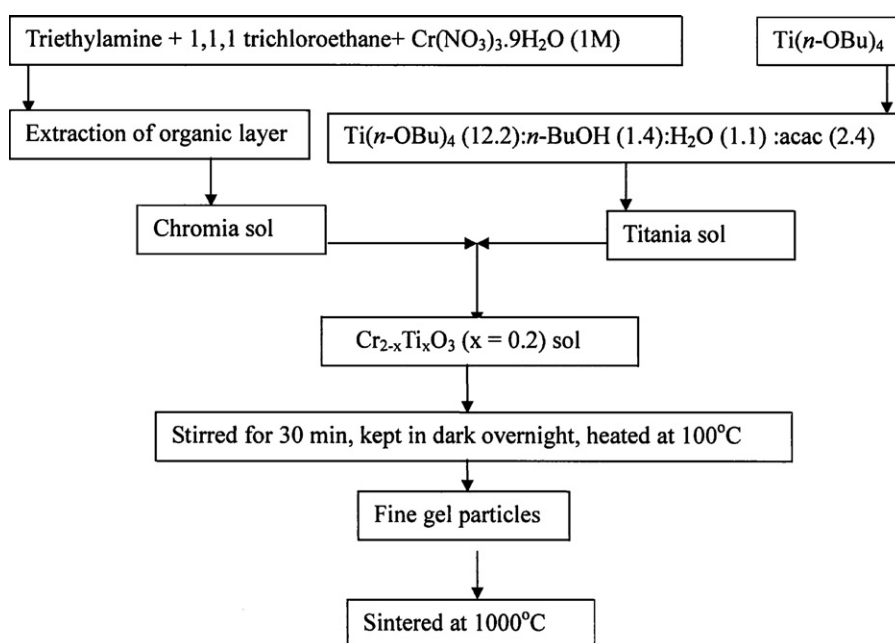 Triethylamine + 1,1,1 trichloroethane+ Cr(NO₃)₃.9H₂O (1M)
Ti(n-OBu)₄
Extraction of organic layer
Ti(n-OBu)₄ (12.2):n-BuOH (1.4):H₂O (1.1) :acac (2.4)
Chromia sol
Titania sol
Cr₂₋ₓTiₓO₃ (x = 0.2) sol
Stirred for 30 min, kept in dark overnight, heated at 100°C
Fine gel particles
Sintered at 1000°C